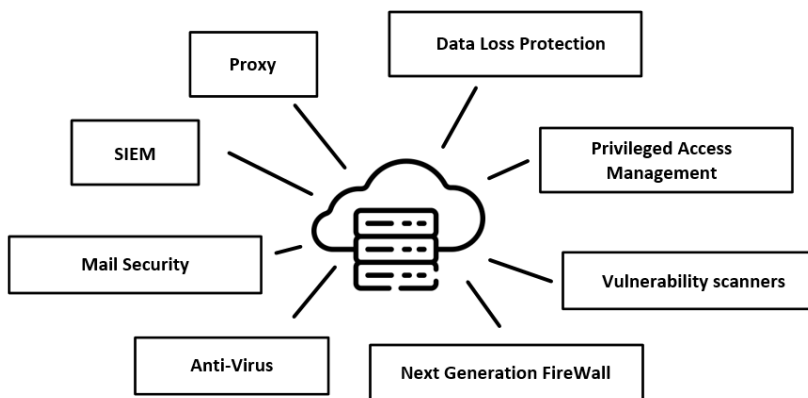 Data Loss Protection
Proxy
SIEM
Privileged Access
Management
Mail Security
Vulnerability scanners
Anti-Virus
Next Generation FireWall